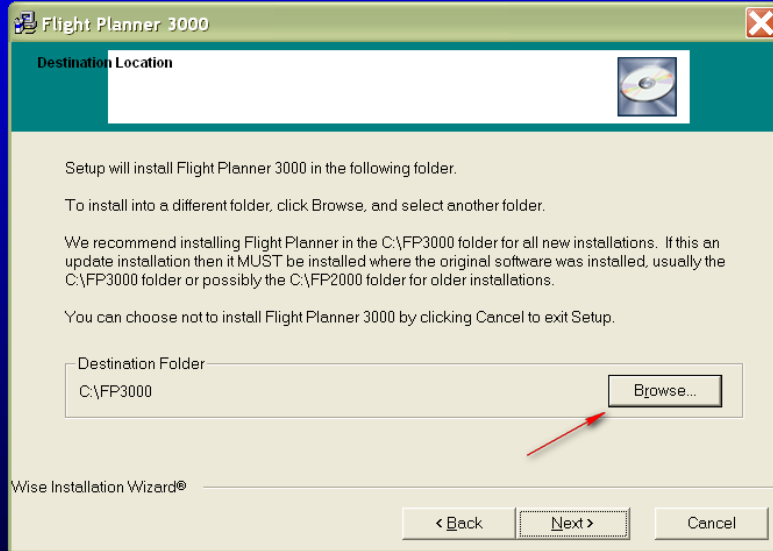 Flight Planner 3000
Destination Location
Setup will install Flight Planner 3000 in the following folder.
To install into a different folder, click Browse, and select another folder.
We recommend installing Flight Planner in the C:\FP3000 folder for all new installations. If this an
update installation then it MUST be installed where the original software was installed, usually the
C:\FP3000 folder or possibly the C:\FP2000 folder for older installations.
You can choose not to install Flight Planner 3000 by clicking Cancel to exit Setup.
Destination Folder
C:\FP3000
Browse...
Wise Installation Wizard®
< Back
Next >
Cancel